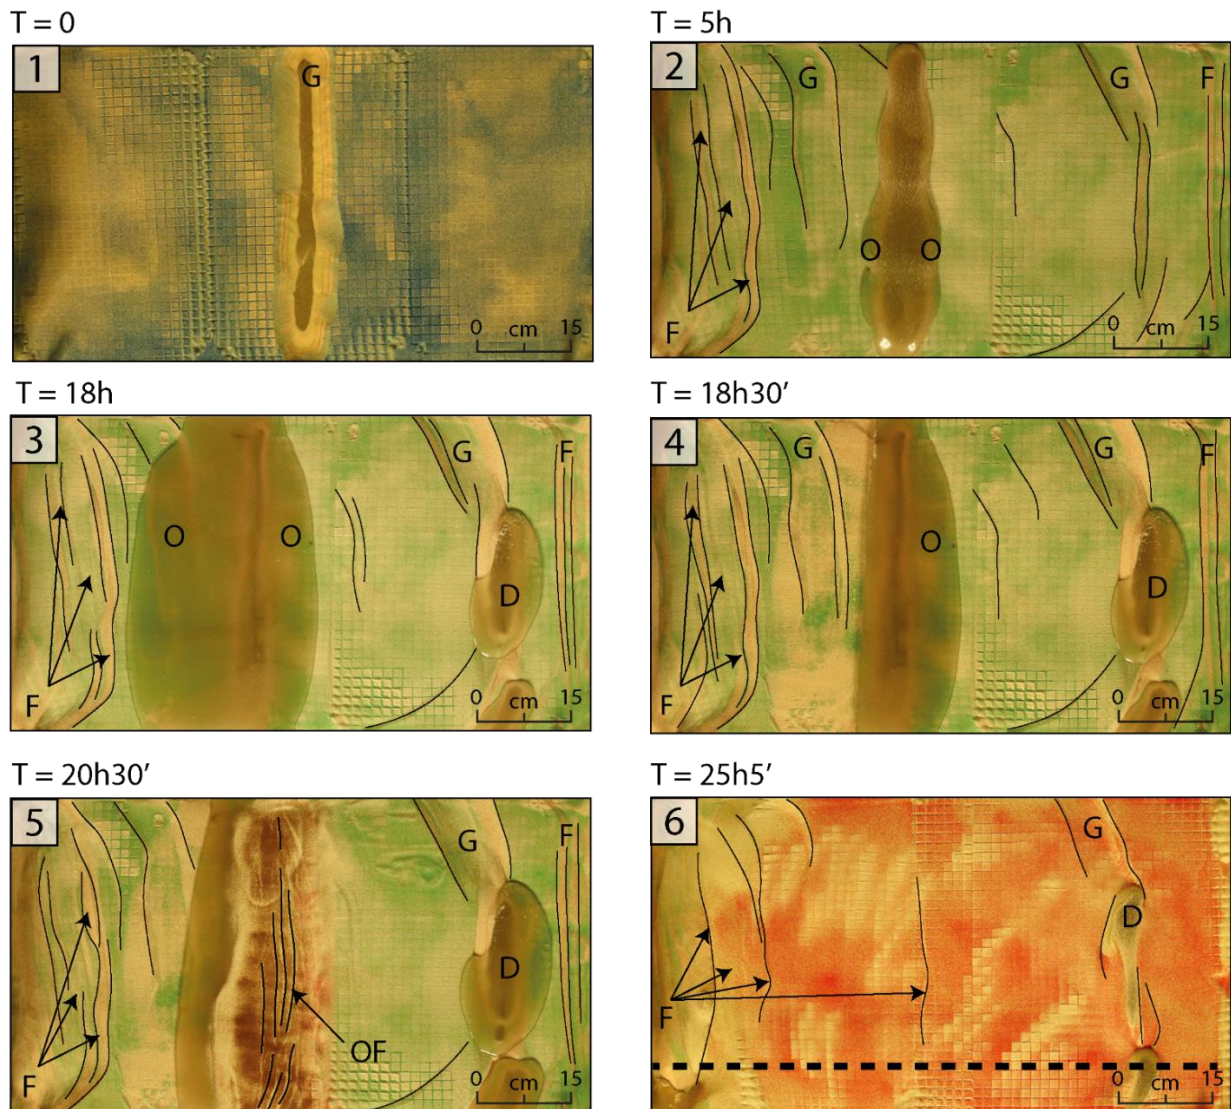 T = 0
1
G
0 cm 15
T = 5h
2
G
G
F
O
O
F
0 cm 15
T = 18h
3
G
F
O
O
D
F
0 cm 15
T = 18h30’
4
G
G
F
O
D
F
0 cm 15
T = 20h30’
5
G
F
D
OF
F
0 cm 15
T = 25h5’
6
G
D
F
0 cm 15